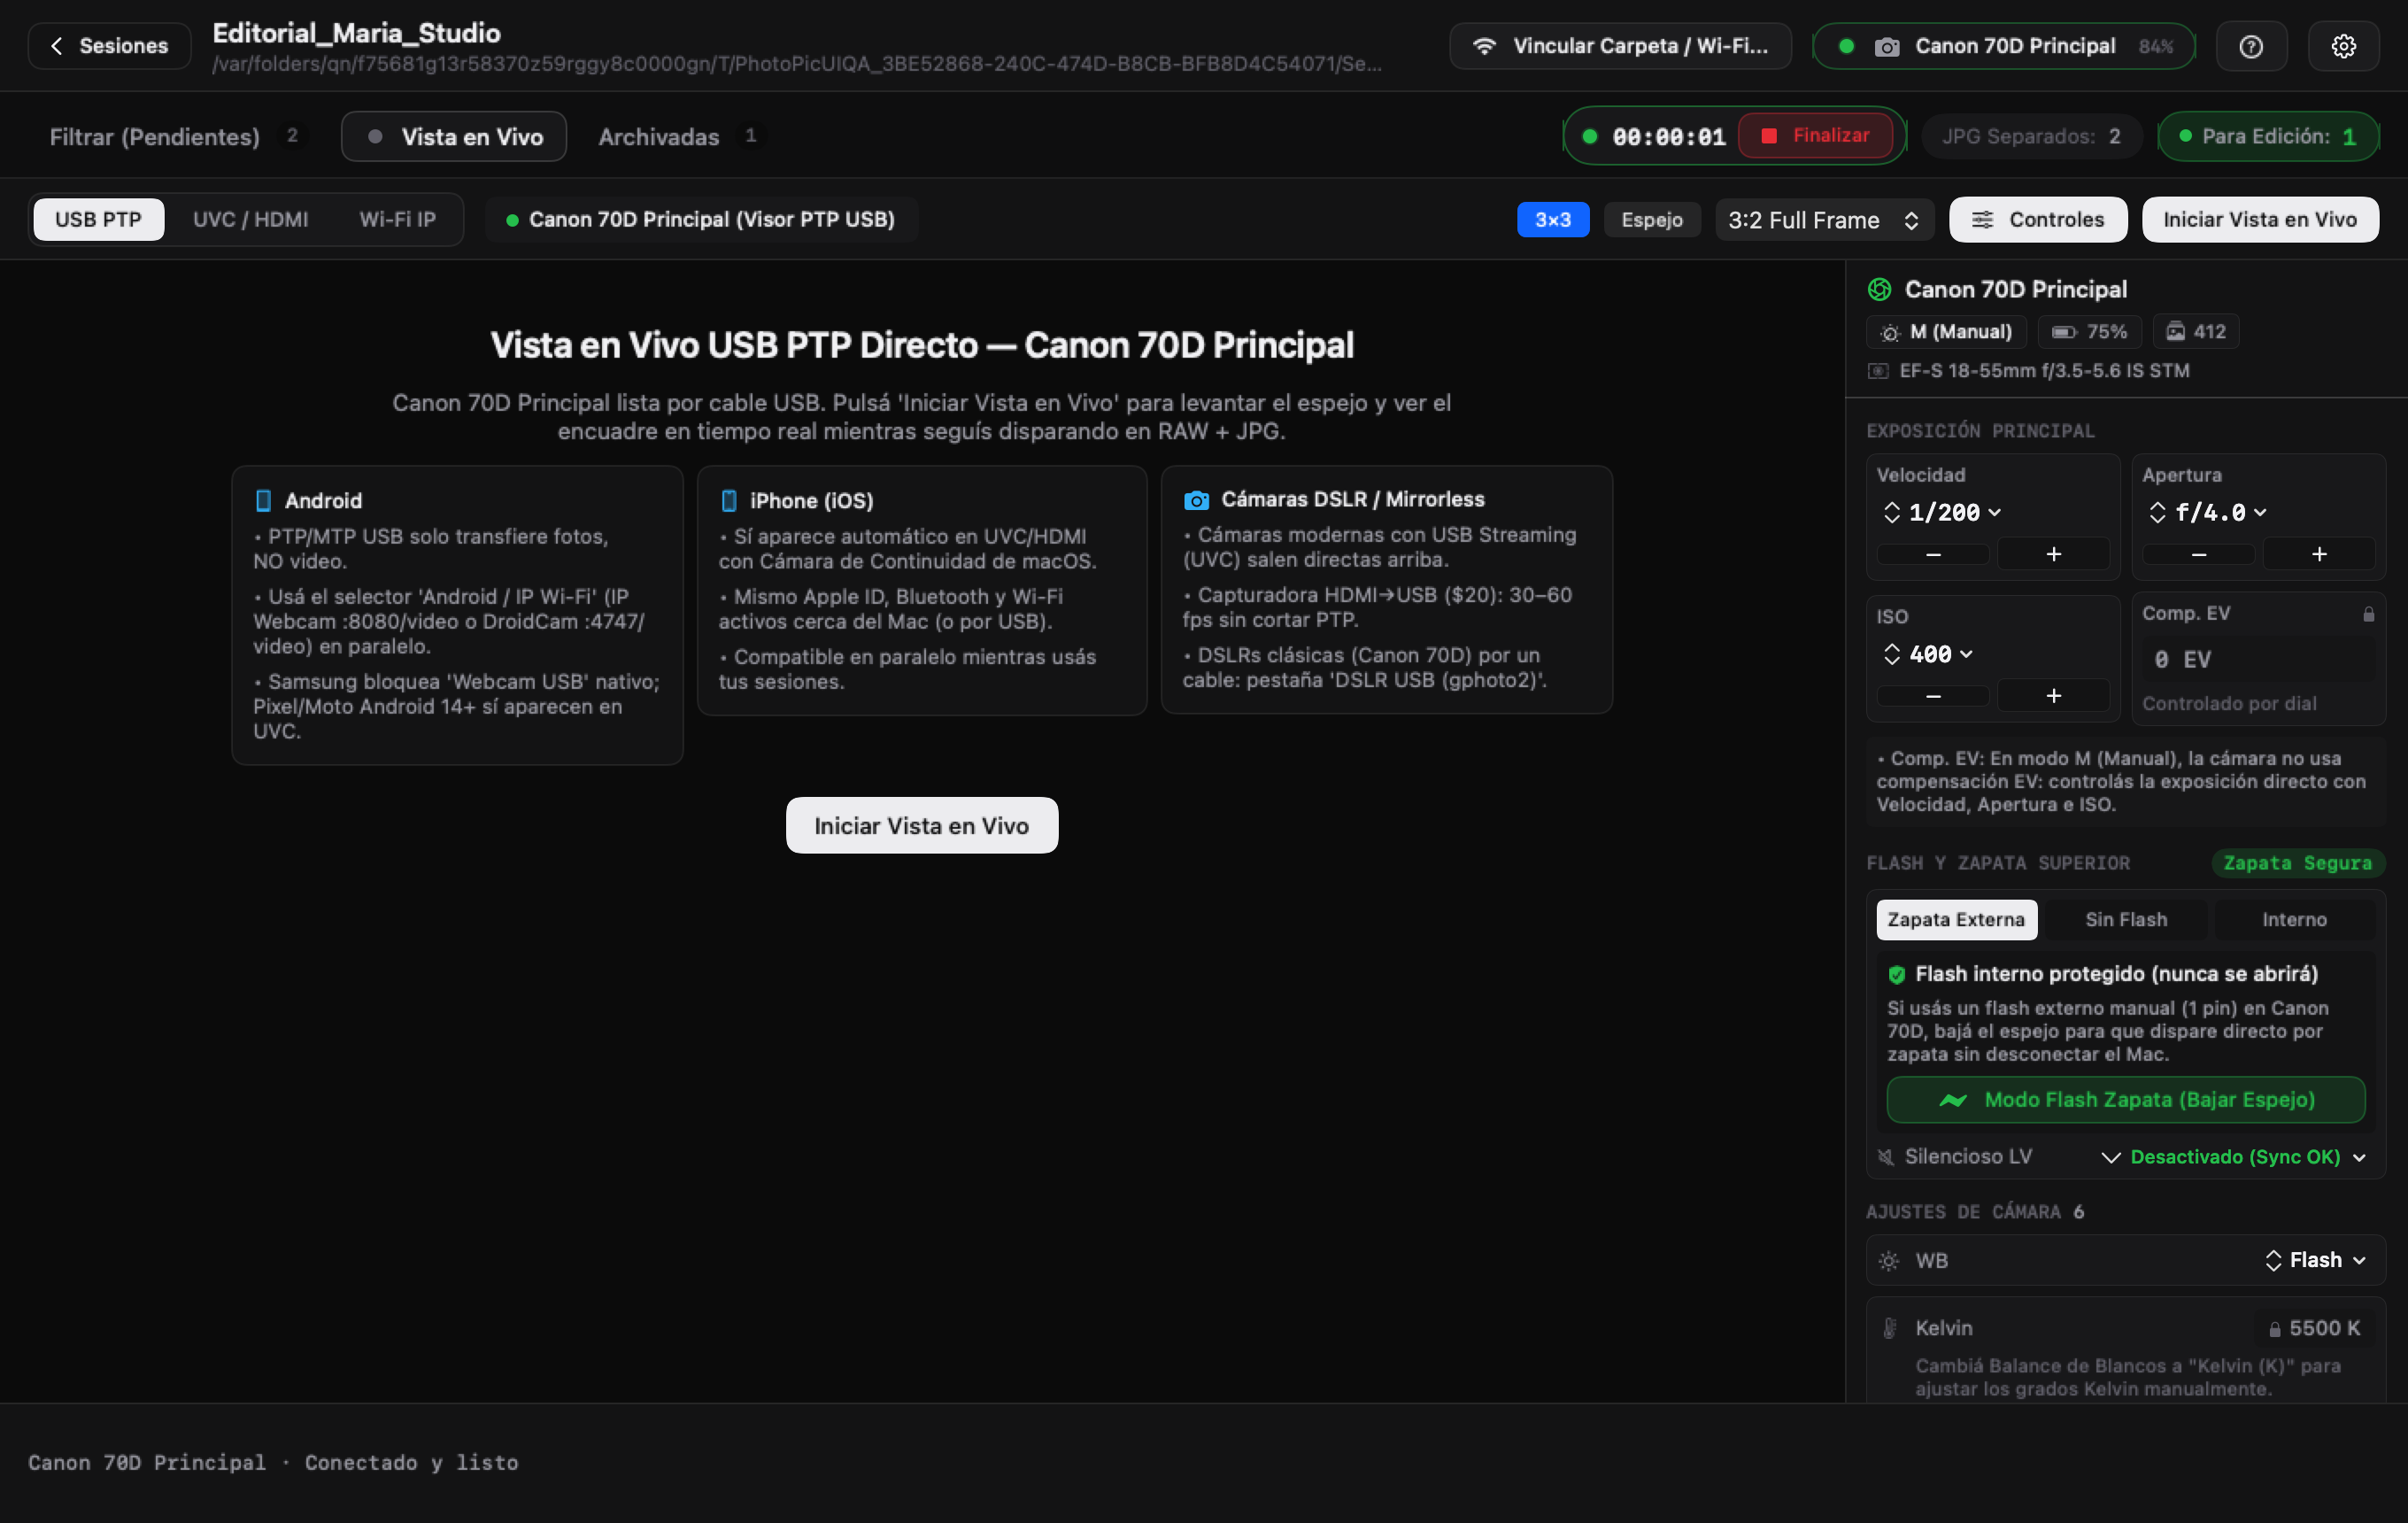 Sesiones
Editorial_Maria_Studio
/var/folders/qn/f75681g13r58370z59rggy8c0000gn/T/PhotoPicUIQA_3BE52868-240C-474D-B8CB-BFB8D4C54071/Se...
Vincular Carpeta / Wi-Fi...
Canon 70D Principal 84%
Filtrar (Pendientes) 2
Vista en Vivo
Archivadas 1
00:00:01
Finalizar
JPG Separados: 2
Para Edición: 1
USB PTP
UVC / HDMI
Wi-Fi IP
Canon 70D Principal (Visor PTP USB)
3×3
Espejo
3:2 Full Frame
Controles
Iniciar Vista en Vivo
Vista en Vivo USB PTP Directo — Canon 70D Principal
Canon 70D Principal lista por cable USB. Pulsá 'Iniciar Vista en Vivo' para levantar el espejo y ver el
encuadre en tiempo real mientras seguís disparando en RAW + JPG.
Android
• PTP/MTP USB solo transfiere fotos,
NO video.
• Usá el selector 'Android / IP Wi-Fi' (IP
Webcam :8080/video o DroidCam :4747/
video) en paralelo.
• Samsung bloquea 'Webcam USB' nativo;
Pixel/Moto Android 14+ sí aparecen en
UVC.
iPhone (iOS)
• Sí aparece automático en UVC/HDMI
con Cámara de Continuidad de macOS.
• Mismo Apple ID, Bluetooth y Wi-Fi
activos cerca del Mac (o por USB).
• Compatible en paralelo mientras usás
tus sesiones.
Cámaras DSLR / Mirrorless
• Cámaras modernas con USB Streaming
(UVC) salen directas arriba.
• Capturadora HDMI→USB ($20): 30–60
fps sin cortar PTP.
• DSLRs clásicas (Canon 70D) por un
cable: pestaña 'DSLR USB (gphoto2)'.
Iniciar Vista en Vivo
Canon 70D Principal
M (Manual)
75%
412
EF-S 18-55mm f/3.5-5.6 IS STM
EXPOSICIÓN PRINCIPAL
Velocidad
1/200
− +
Apertura
f/4.0
− +
ISO
400
− +
Comp. EV
0 EV
Controlado por dial
• Comp. EV: En modo M (Manual), la cámara no usa
compensación EV: controlás la exposición directo con
Velocidad, Apertura e ISO.
FLASH Y ZAPATA SUPERIOR
Zapata Segura
Zapata Externa
Sin Flash
Interno
Flash interno protegido (nunca se abrirá)
Si usás un flash externo manual (1 pin) en Canon
70D, bajá el espejo para que dispare directo por
zapata sin desconectar el Mac.
Modo Flash Zapata (Bajar Espejo)
Silencioso LV
Desactivado (Sync OK)
AJUSTES DE CÁMARA 6
WB
Flash
Kelvin
5500 K
Cambiá Balance de Blancos a "Kelvin (K)" para
ajustar los grados Kelvin manualmente.
Canon 70D Principal · Conectado y listo